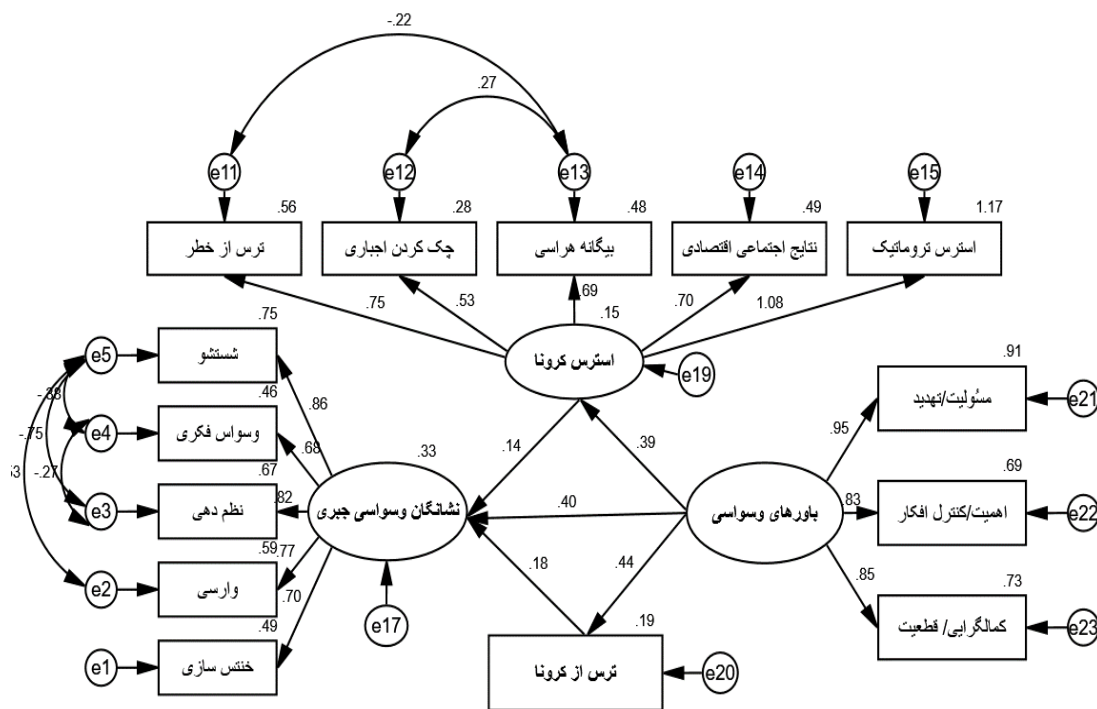 -.22
.27
e11
e12
e13
e14
e15
.56
.28
.48
.49
1.17
ترس از خطر
چک کردن اجباری
بیگانه هراسی
نتایج اجتماعی اقتصادی
استرس تروماتیک
.75
.53
.69
.70
1.08
.15
استرس کرونا
e19
.75
e5
شستشو
.86
-.38
.46
e4
وسواس فکری
.68
-.75
-.27
.67
e3
نظم دهی
.82
.59
e2
وارسی
.77
.49
e1
خنتس سازی
.70
.33
نشانگان وسواسی جبری
e17
.14
.39
.40
.18
.44
باورهای وسواسی
.91
.95
مسُولیت/تهدید
e21
.69
.83
اهمیت/کنترل افکار
e22
.73
.85
کمالگرایی/ قطعیت
e23
.19
ترس از کرونا
e20